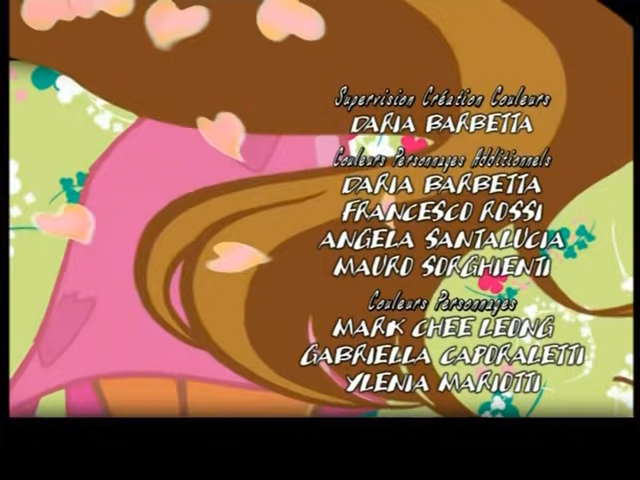 Supervision Création Couleurs
DARIA BARBETTA
Couleurs Personnages Additionnels
DARIA BARBETTA
FRANCESCO ROSSI
ANGELA SANTALUCIA
MAURO SORGHIENTI
Couleurs Personnages
MARK CHEE LEONG
GABRIELLA CAPORALETTI
YLENIA MARIOTTI